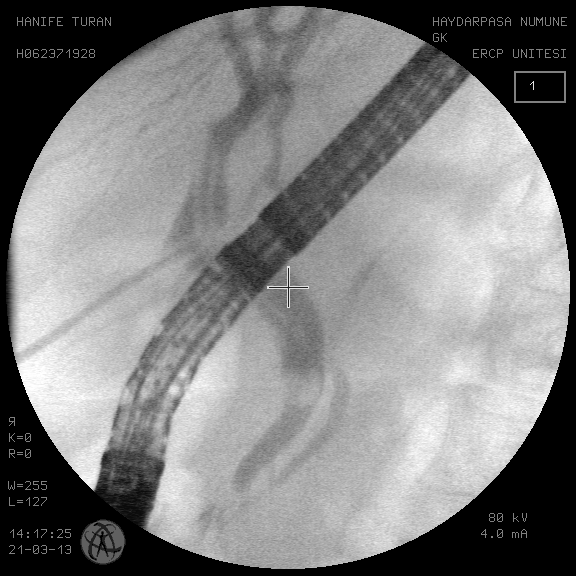 HANIFE TURAN
H062371928
HAYDARPASA NUMUNE
GK
ERCP UNITESI
1
Я
K=0
R=0
W=255
L=127
14:17:25
21-03-13
80 kV
4.0 mA